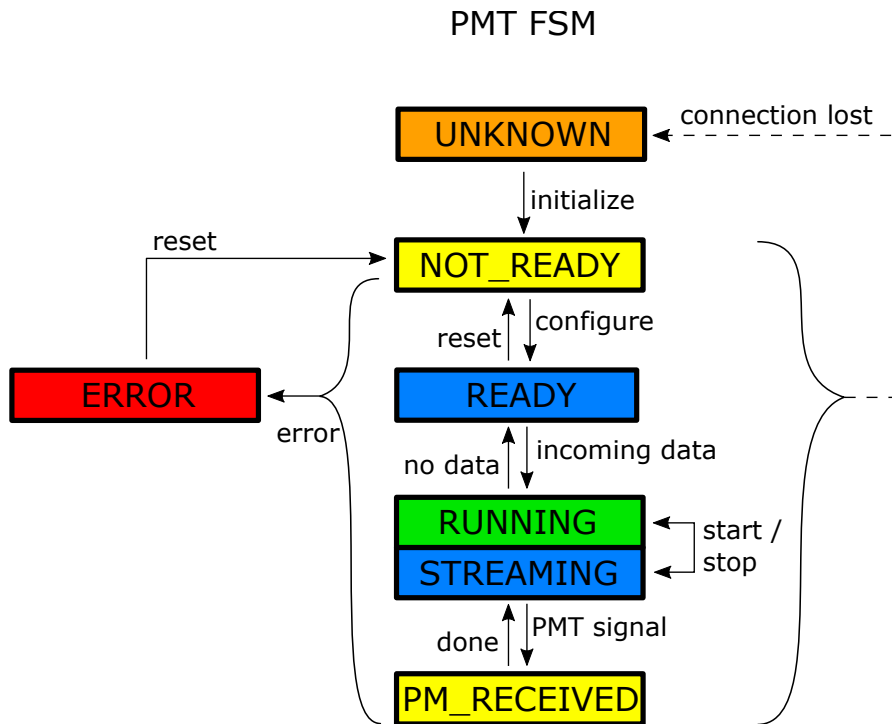 PMT FSM
connection lost
UNKNOWN
initialize
reset
NOT_READY
configure
reset
ERROR
READY
error
incoming data
no data
RUNNING
start /
stop
STREAMING
PMT signal
done
PM_RECEIVED